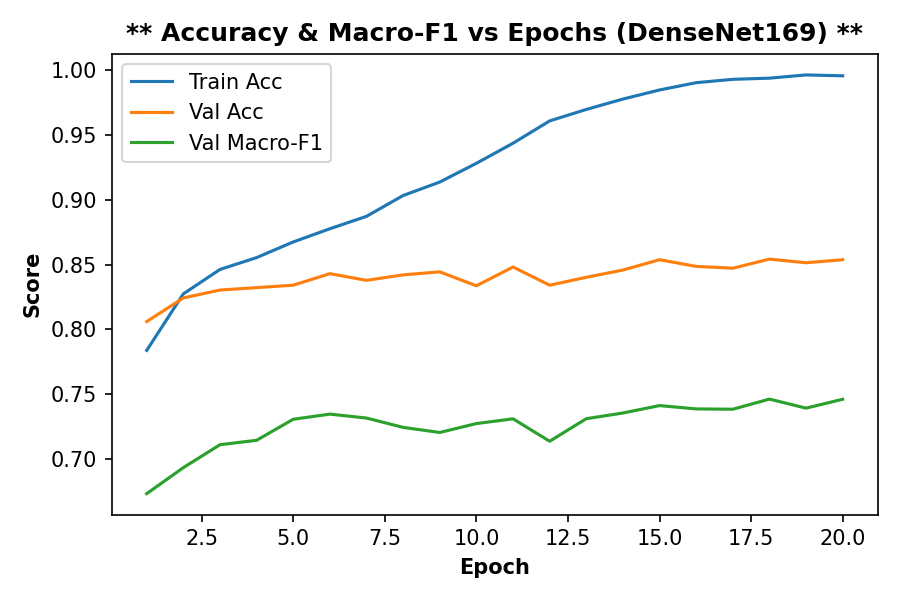 ** Accuracy & Macro-F1 vs Epochs (DenseNet169) **
Train Acc
Val Acc
Val Macro-F1
Score
1.00
0.95
0.90
0.85
0.80
0.75
0.70
2.5 5.0 7.5 10.0 12.5 15.0 17.5 20.0
Epoch